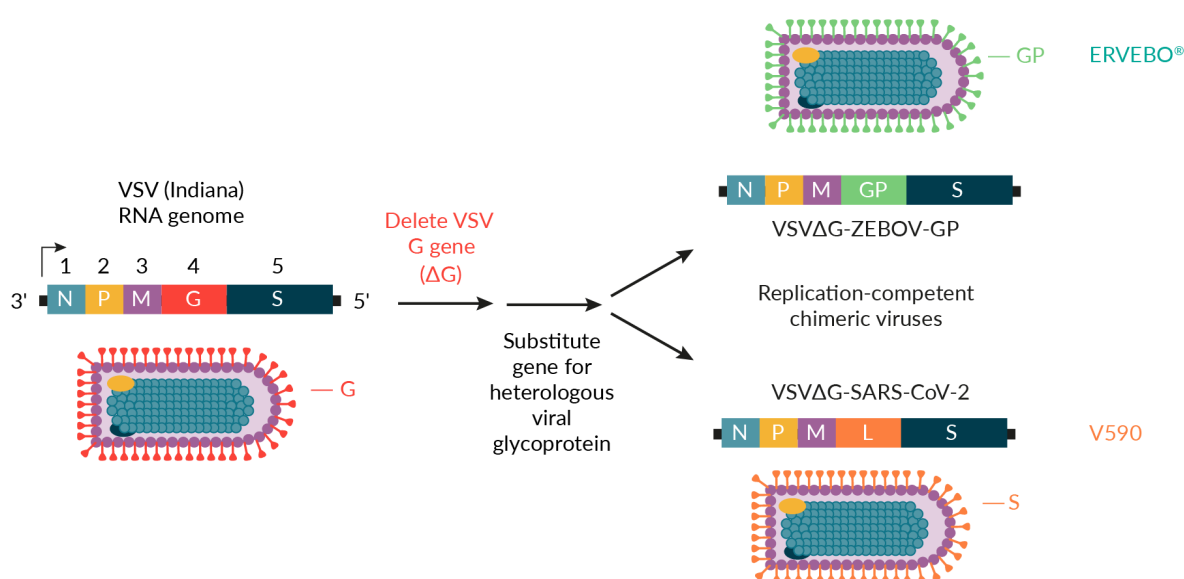 VSV (Indiana)
RNA genome
1 2 3 4 5
3' N P M G S 5'
— G
Delete VSV
G gene
(ΔG)
Substitute
gene for
heterologous
viral
glycoprotein
— GP
ERVEBO®
N P M GP S
VSVΔG-ZEBOV-GP
Replication-competent
chimeric viruses
VSVΔG-SARS-CoV-2
N P M L S
V590
— S